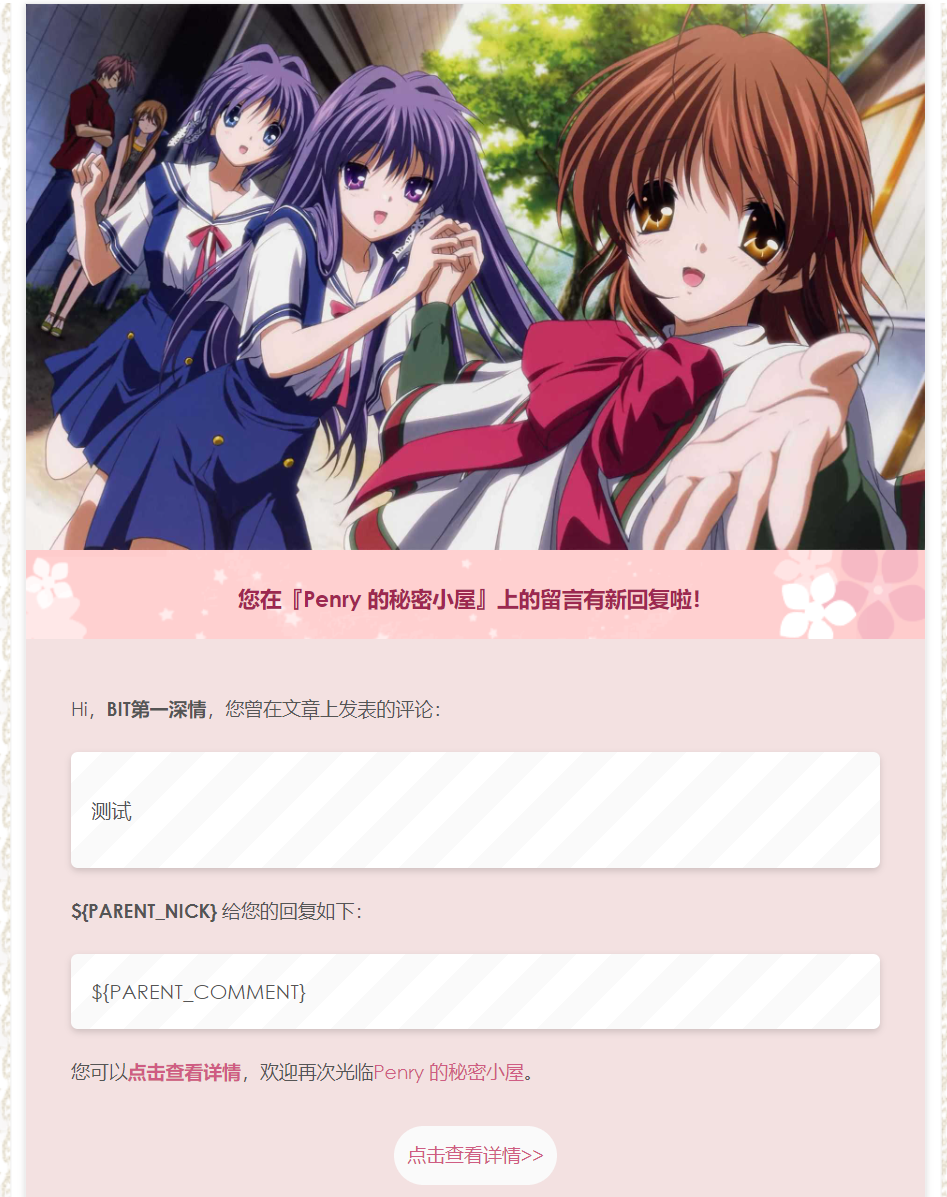 您在『Penry 的秘密小屋』上的留言有新回复啦！
Hi，BIT第一深情，您曾在文章上发表的评论：
测试
${PARENT_NICK} 给您的回复如下：
${PARENT_COMMENT}
您可以点击查看详情，欢迎再次光临Penry 的秘密小屋。
点击查看详情>>